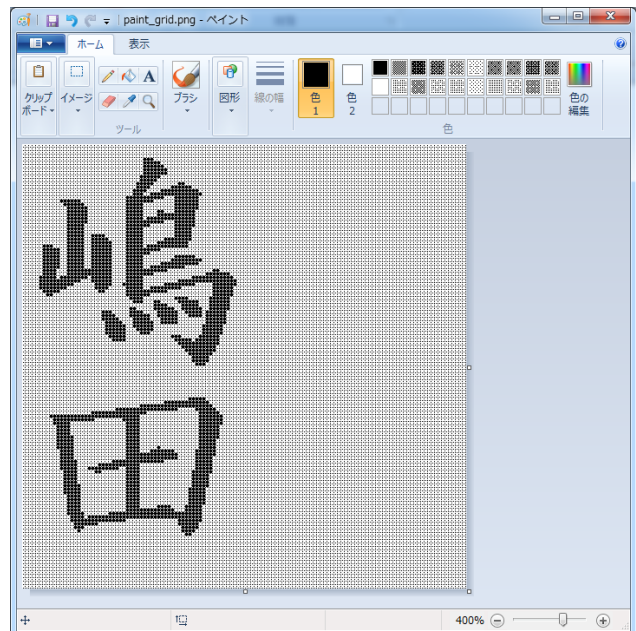 paint_grid.png - ペイント
ホーム 表示
クリップボード イメージ ツール ブラシ 図形 線の幅 色 1 色 2 色 色の編集
A
嶋
田
400%